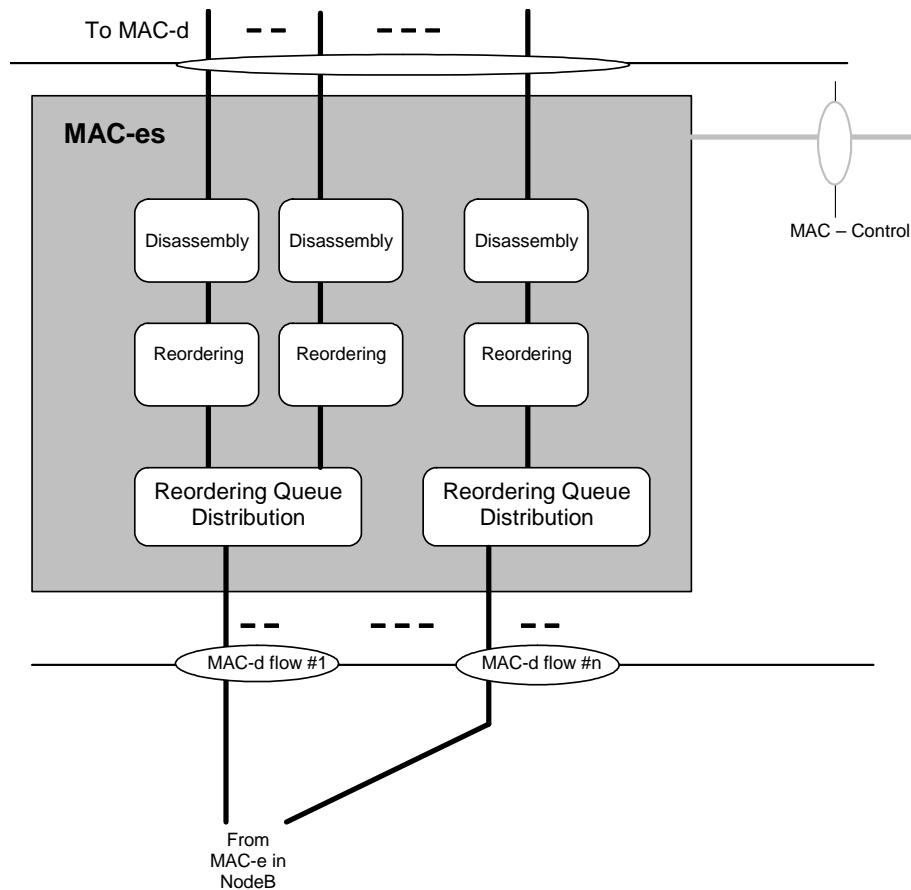 To MAC-d
MAC-es
MAC – Control
Disassembly
Disassembly
Disassembly
Reordering
Reordering
Reordering
Reordering Queue
Distribution
Reordering Queue
Distribution
MAC-d flow #1
MAC-d flow #n
From
MAC-e in
NodeB